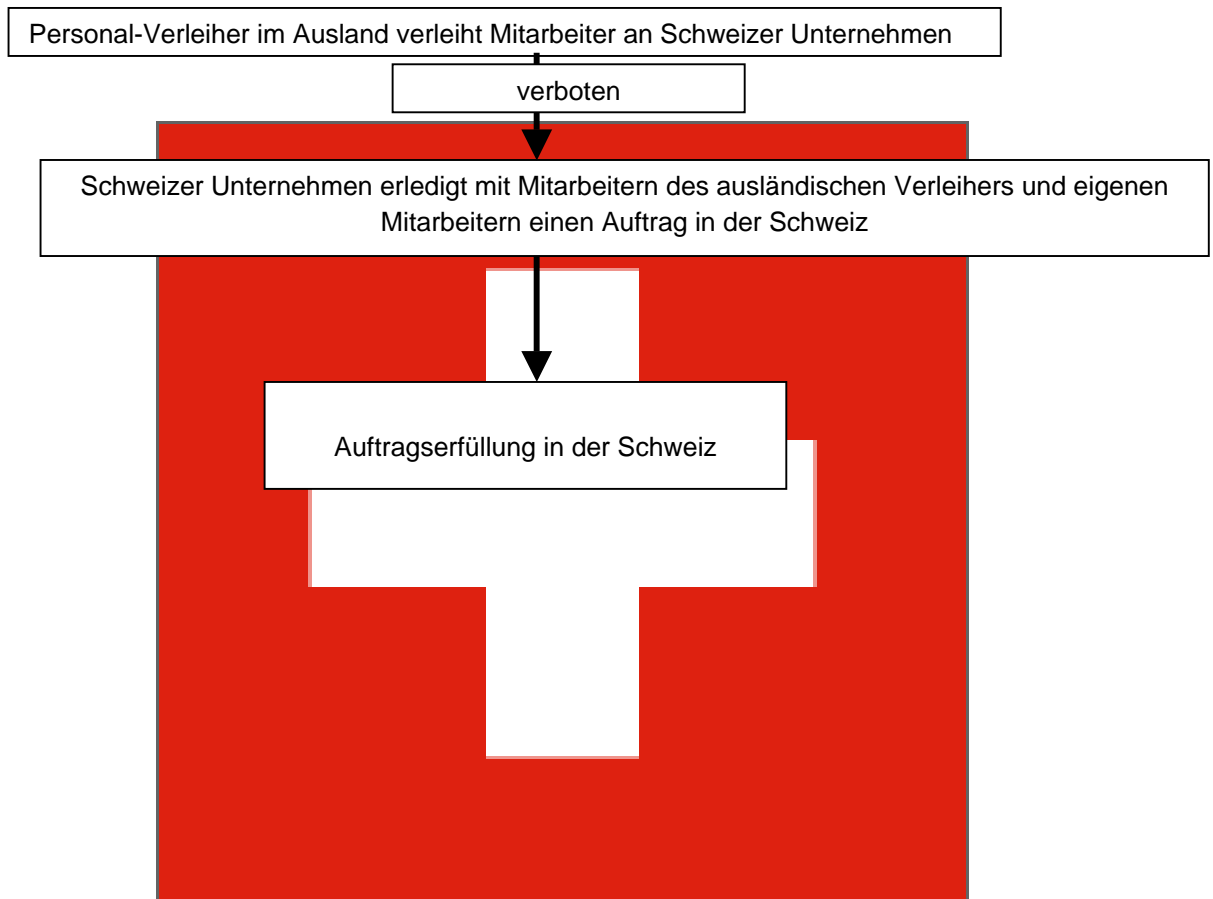 Personal-Verleiher im Ausland verleiht Mitarbeiter an Schweizer Unternehmen
verboten
Schweizer Unternehmen erledigt mit Mitarbeitern des ausländischen Verleihers und eigenen
Mitarbeitern einen Auftrag in der Schweiz
Auftragserfüllung in der Schweiz